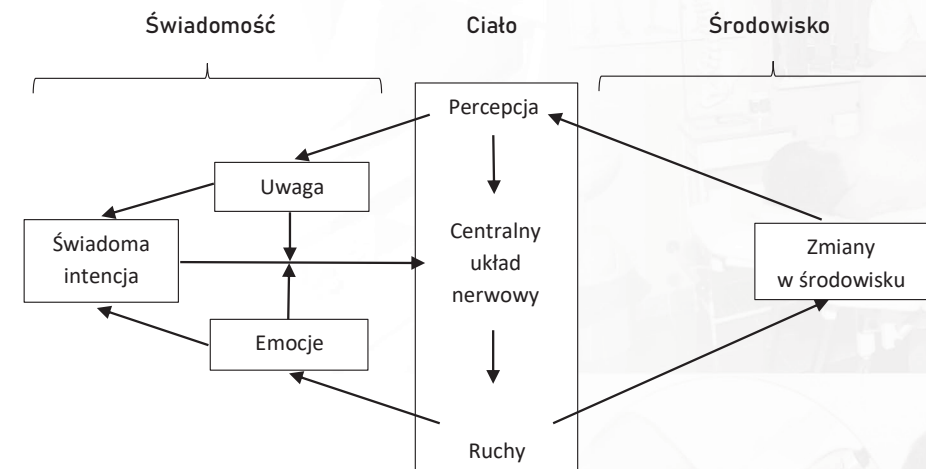 Świadomość
Ciało
Środowisko
Percepcja
Uwaga
Świadoma
intencja
Centralny
układ
nerwowy
Zmiany
w środowisku
Emocje
Ruchy